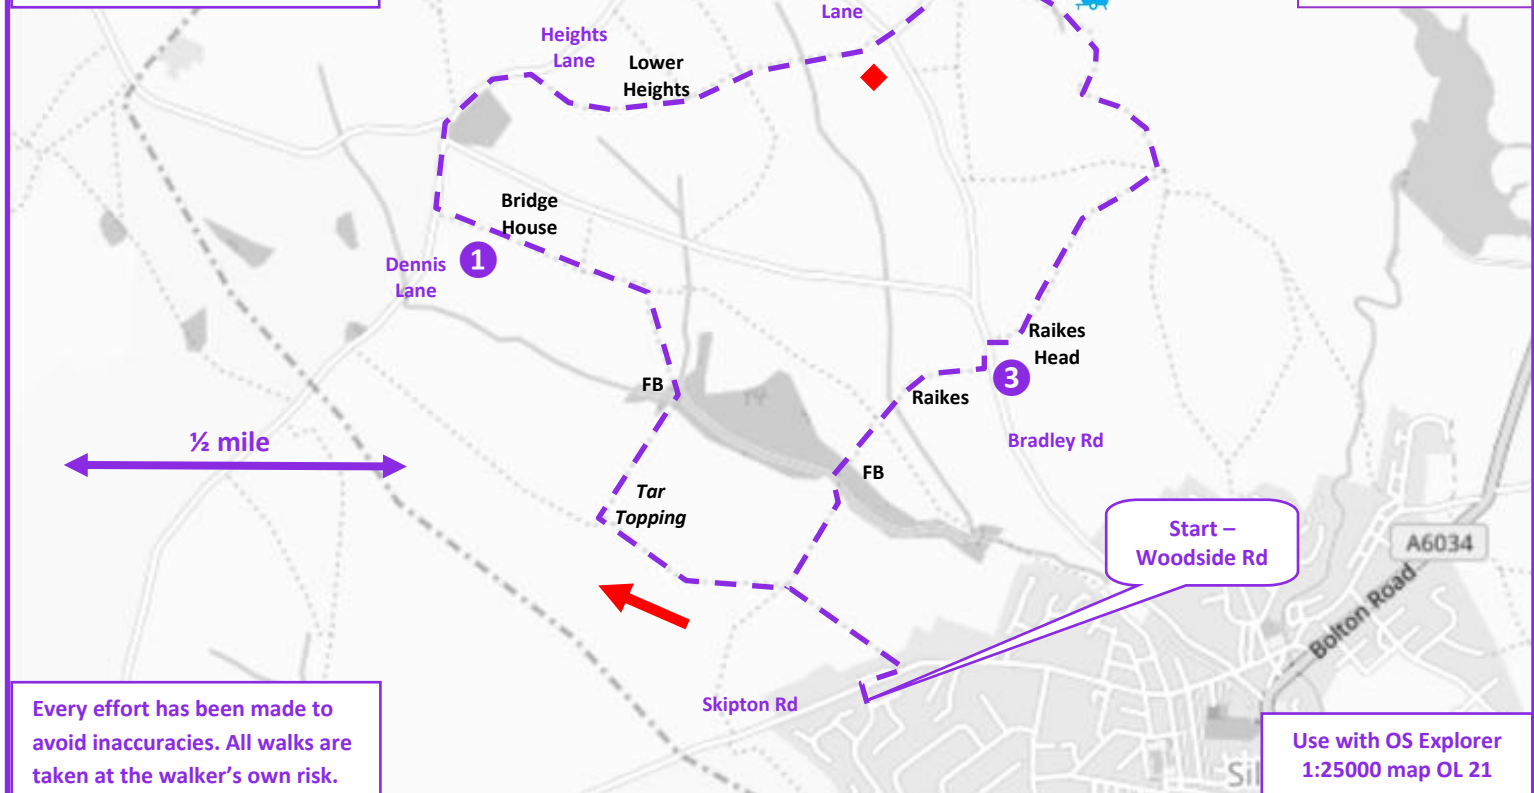 Lane
Heights
Lane
Lower
Heights
Bridge
House
1
Dennis
Lane
Raikes
Head
3
FB
Raikes
½ mile
Bradley Rd
FB
Tar
Topping
Start –
Woodside Rd
A6034
Bolton Road
Skipton Rd
Every effort has been made to
avoid inaccuracies. All walks are
taken at the walker's own risk.
Use with OS Explorer
1:25000 map OL 21
Sil